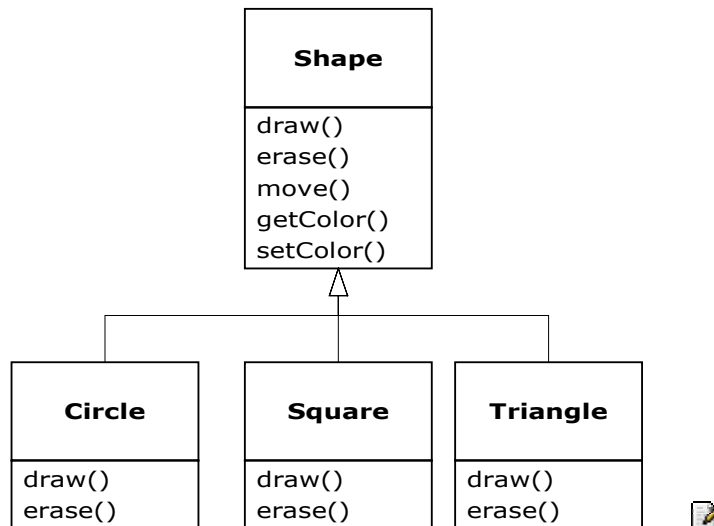 Shape
draw()
erase()
move()
getColor()
setColor()
Circle
draw()
erase()
Square
draw()
erase()
Triangle
draw()
erase()